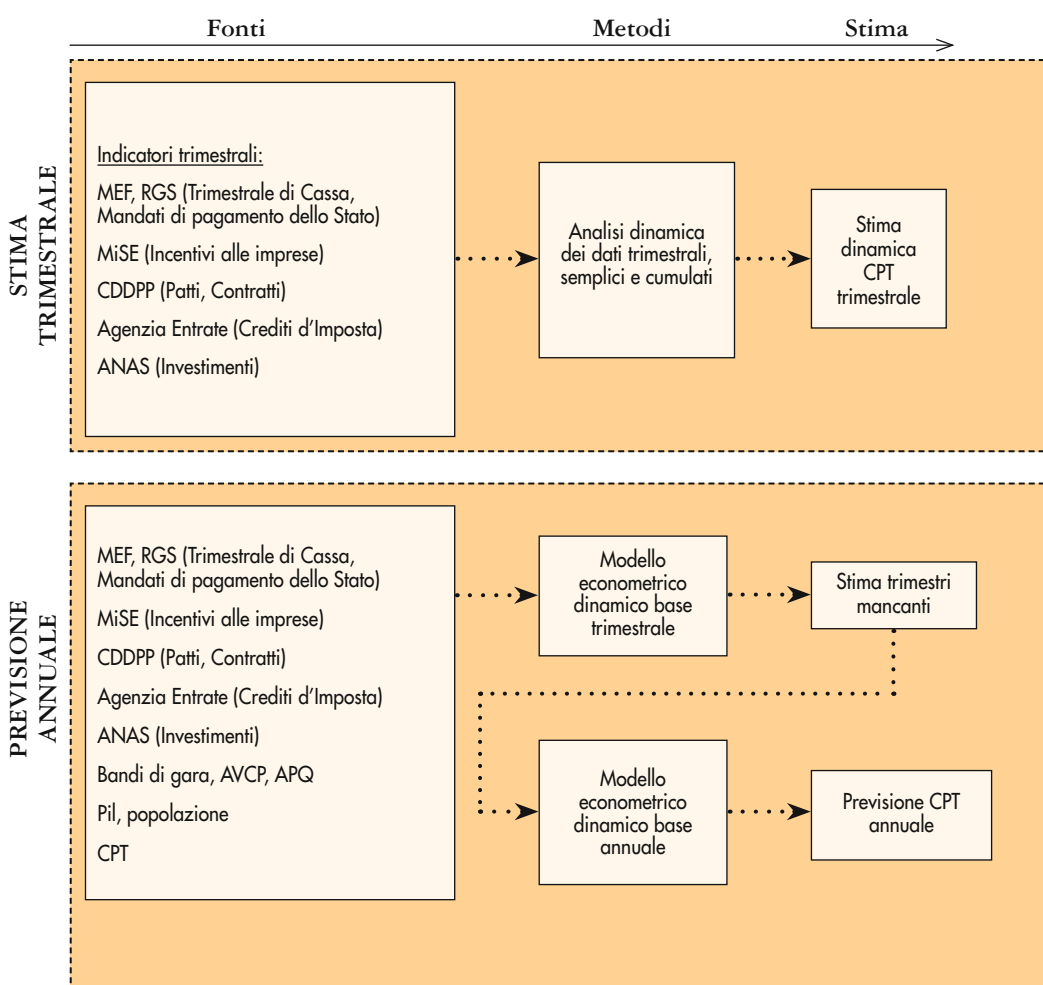 Fonti
Metodi
Stima
STIMA
TRIMESTRALE
Indicatori trimestrali:
MEF, RGS (Trimestrale di Cassa,
Mandati di pagamento dello Stato)
MiSE (Incentivi alle imprese)
CDDPP (Patti, Contratti)
Agenzia Entrate (Crediti d'Imposta)
ANAS (Investimenti)
Analisi dinamica
dei dati trimestrali,
semplici e cumulati
Stima
dinamica
CPT
trimestrale
PREVISIONE
ANNUALE
MEF, RGS (Trimestrale di Cassa,
Mandati di pagamento dello Stato)
MiSE (Incentivi alle imprese)
CDDPP (Patti, Contratti)
Agenzia Entrate (Crediti d'Imposta)
ANAS (Investimenti)
Bandi di gara, AVCP, APQ
Pil, popolazione
CPT
Modello
econometrico
dinamico base
trimestrale
Stima trimestri
mancanti
Modello
econometrico
dinamico base
annuale
Previsione CPT
annuale